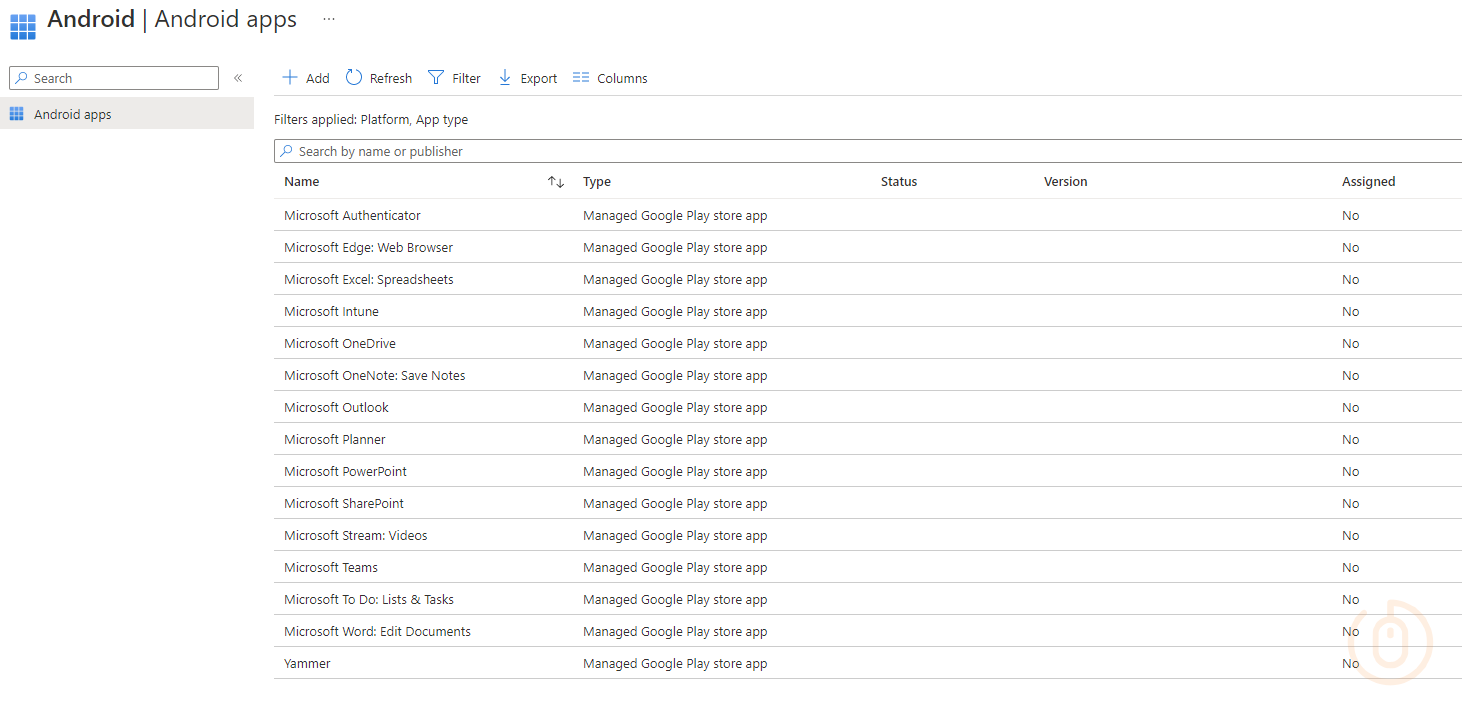 Android | Android apps ...
Search «
Android apps
Add Refresh Filter Export Columns
Filters applied: Platform, App type
Search by name or publisher
Name Type Status Version Assigned
Microsoft Authenticator Managed Google Play store app No
Microsoft Edge: Web Browser Managed Google Play store app No
Microsoft Excel: Spreadsheets Managed Google Play store app No
Microsoft Intune Managed Google Play store app No
Microsoft OneDrive Managed Google Play store app No
Microsoft OneNote: Save Notes Managed Google Play store app No
Microsoft Outlook Managed Google Play store app No
Microsoft Planner Managed Google Play store app No
Microsoft PowerPoint Managed Google Play store app No
Microsoft SharePoint Managed Google Play store app No
Microsoft Stream: Videos Managed Google Play store app No
Microsoft Teams Managed Google Play store app No
Microsoft To Do: Lists & Tasks Managed Google Play store app No
Microsoft Word: Edit Documents Managed Google Play store app No
Yammer Managed Google Play store app No